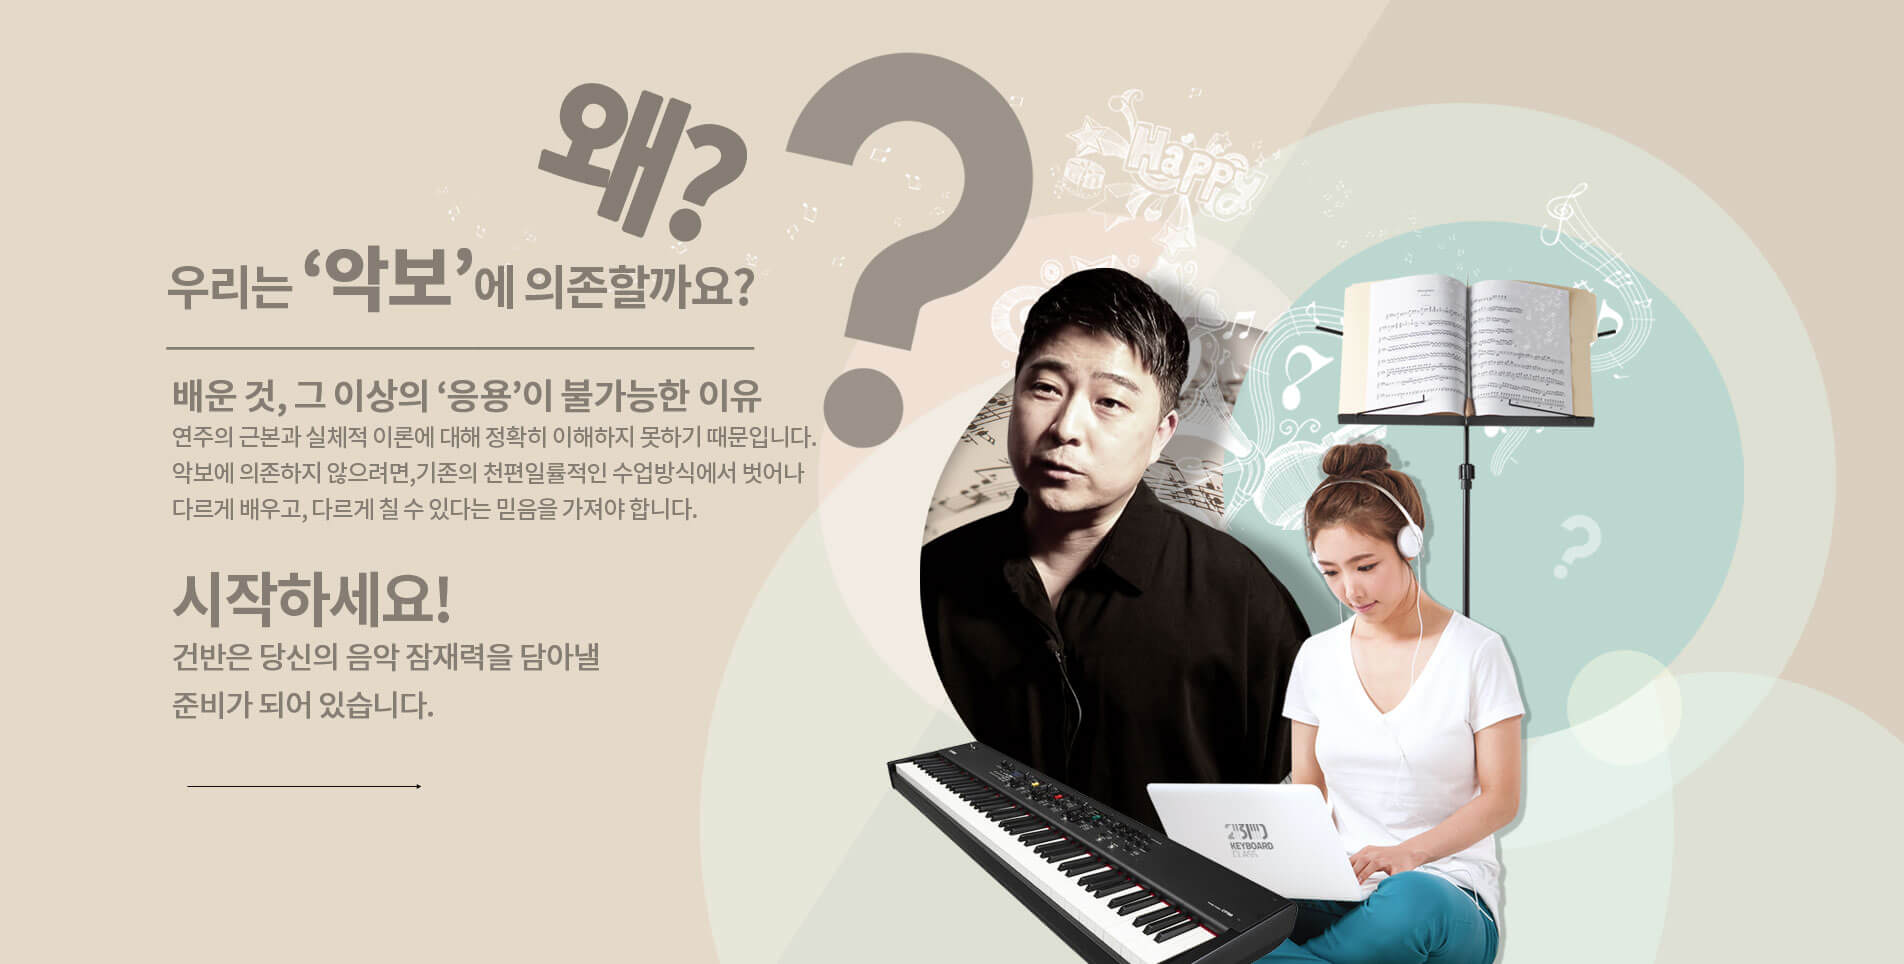 왜?
우리는 ‘악보’에 의존할까요?
배운 것, 그 이상의 ‘응용’이 불가능한 이유
연주의 근본과 실체적 이론에 대해 정확히 이해하지 못하기 때문입니다.
악보에 의존하지 않으려면,기존의 천편일률적인 수업방식에서 벗어나
다르게 배우고, 다르게 칠 수 있다는 믿음을 가져야 합니다.
시작하세요!
건반은 당신의 음악 잠재력을 담아낼
준비가 되어 있습니다.
?
Happy
?
KEYBOARD
CLASS